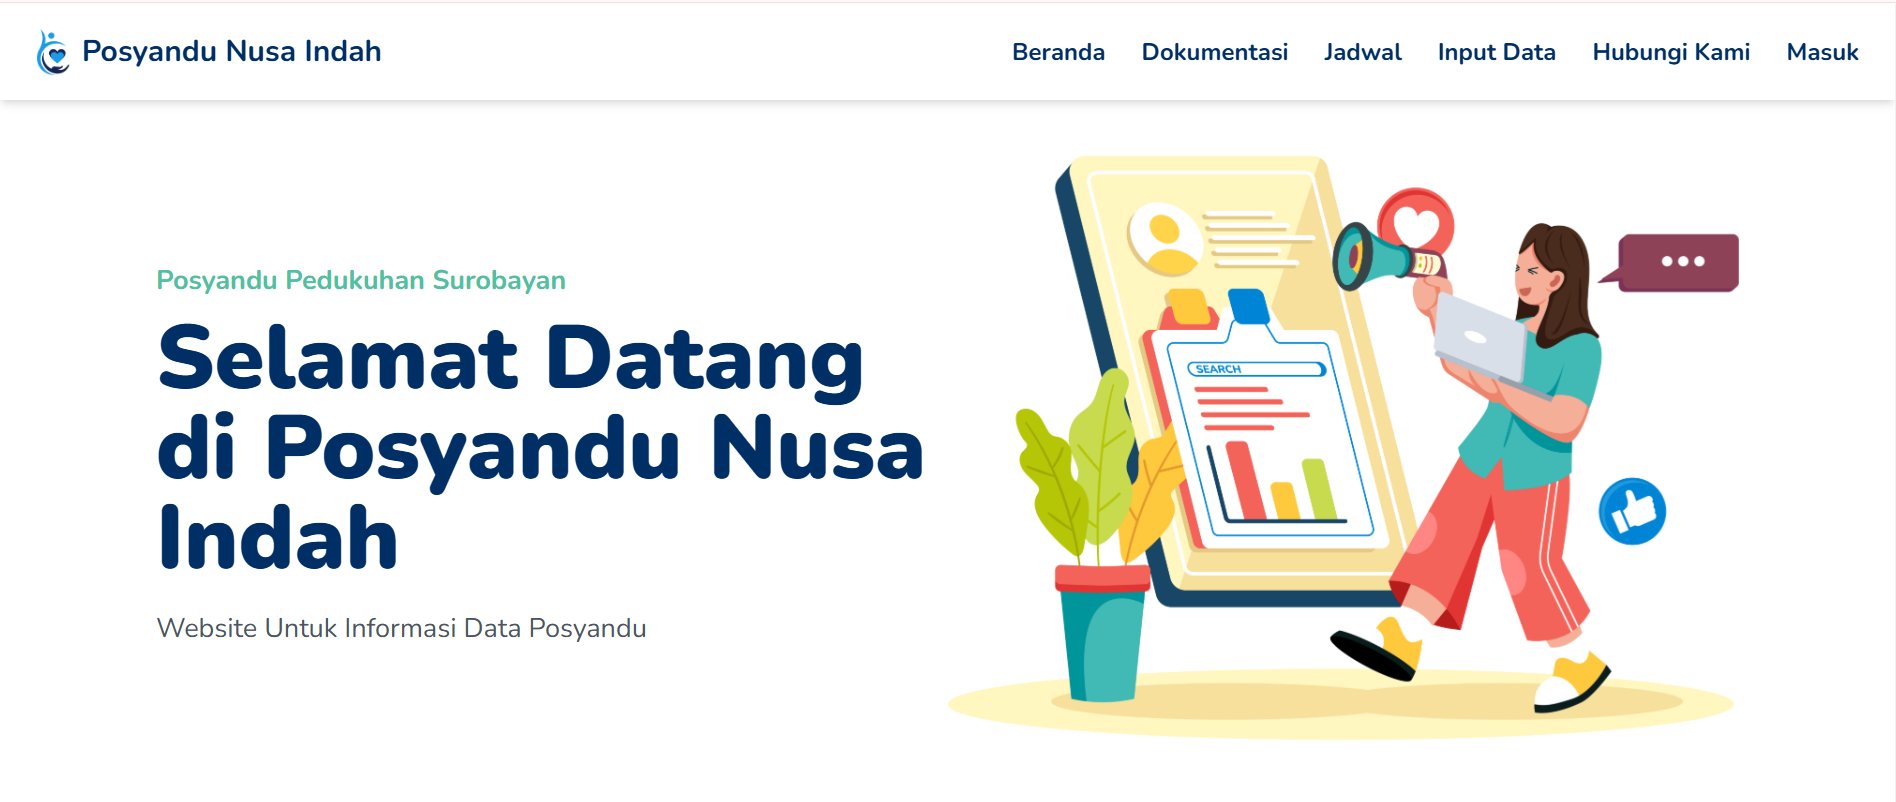 Posyandu Nusa Indah
Beranda Dokumentasi Jadwal Input Data Hubungi Kami Masuk
Posyandu Pedukuhan Surobayan
Selamat Datang
di Posyandu Nusa
Indah
Website Untuk Informasi Data Posyandu
SEARCH